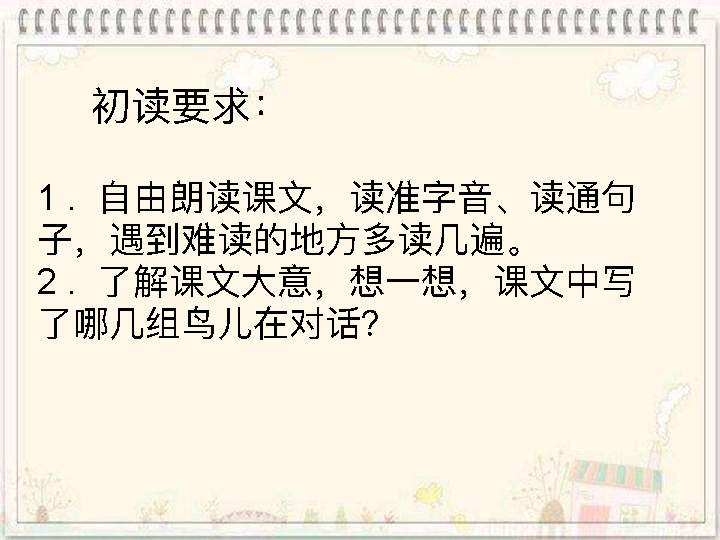 初读要求：
1．自由朗读课文，读准字音、读通句
子，遇到难读的地方多读几遍。
2．了解课文大意，想一想，课文中写
了哪几组鸟儿在对话？